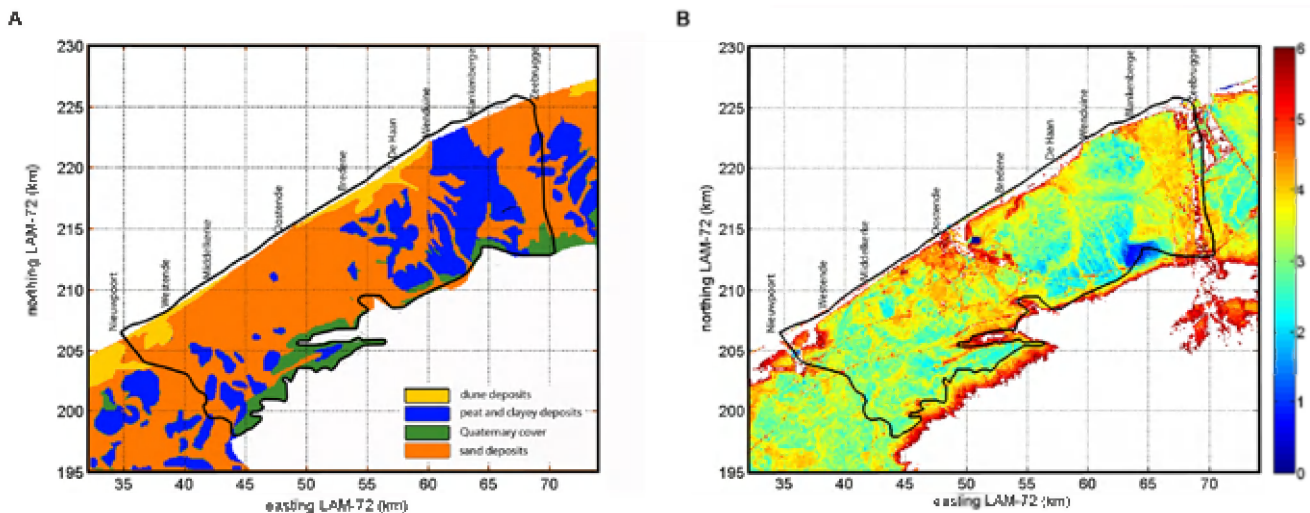 A
230
225
220
215
210
205
200
195
northing LAM-72 (km)
35
40
45
50
55
60
65
70
easting LAM-72 (km)
Nieuwpoort
Westende
Middelkerke
Oostende
Bredene
De Haan
Wenduine
Blankenberge
Zeebrugge
dune deposits
peat and clayey deposits
Quaternary cover
sand deposits
B
230
225
220
215
210
205
200
195
northing LAM-72 (km)
35
40
45
50
55
60
65
70
easting LAM-72 (km)
Nieuwpoort
Westende
Middelkerke
Oostende
Bredene
De Haan
Wenduine
Blankenberge
Zeebrugge
6
5
4
3
2
1
0